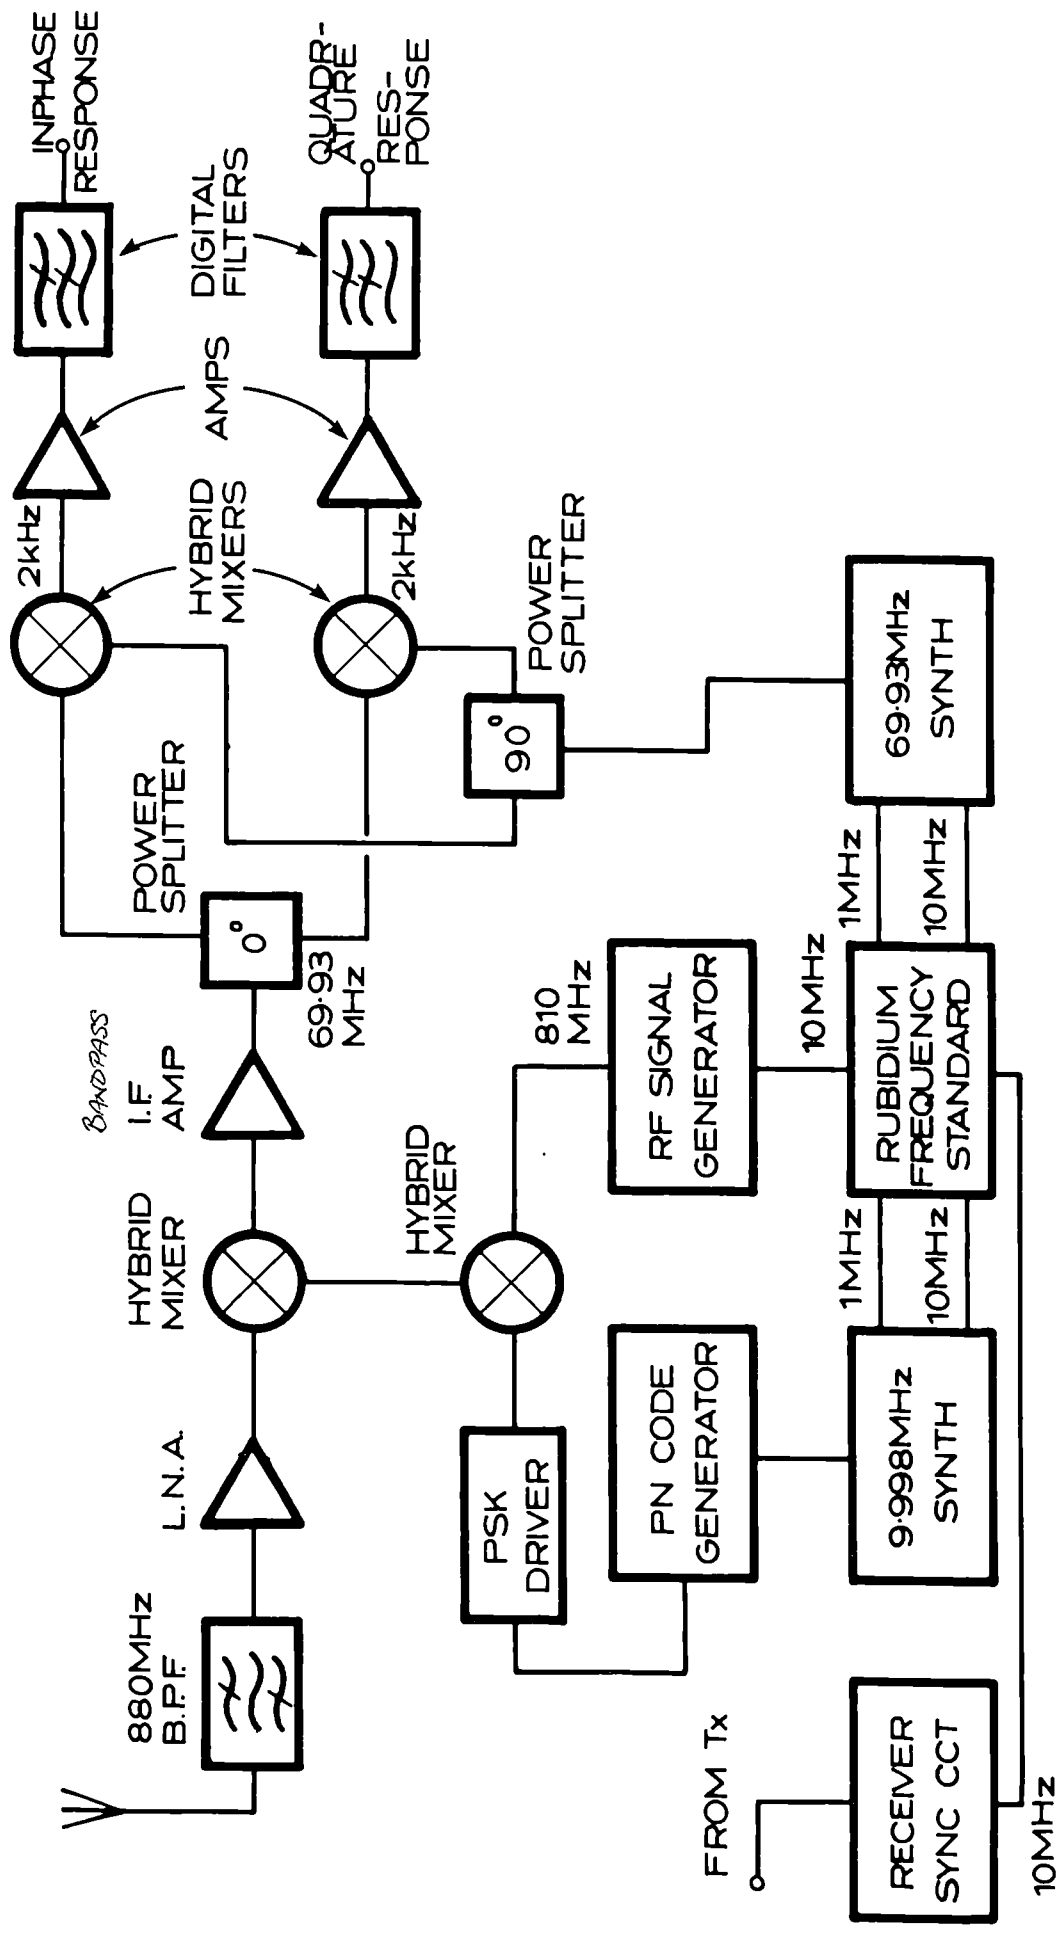 880MHz
B.P.F.
L.N.A.
HYBRID
MIXER
BANDPASS
I.F.
AMP
POWER
SPLITTER
0°
69·93
MHz
2kHz
HYBRID
MIXERS
2kHz
AMPS
DIGITAL
FILTERS
INPHASE
RESPONSE
QUADR-
ATURE
RES-
PONSE
90°
POWER
SPLITTER
HYBRID
MIXER
PSK
DRIVER
810
MHz
PN CODE
GENERATOR
RF SIGNAL
GENERATOR
10MHz
FROM Tx
RECEIVER
SYNC CCT
9·998MHz
SYNTH
1MHz
10MHz
RUBIDIUM
FREQUENCY
STANDARD
1MHz
10MHz
69·93MHz
SYNTH
10MHz